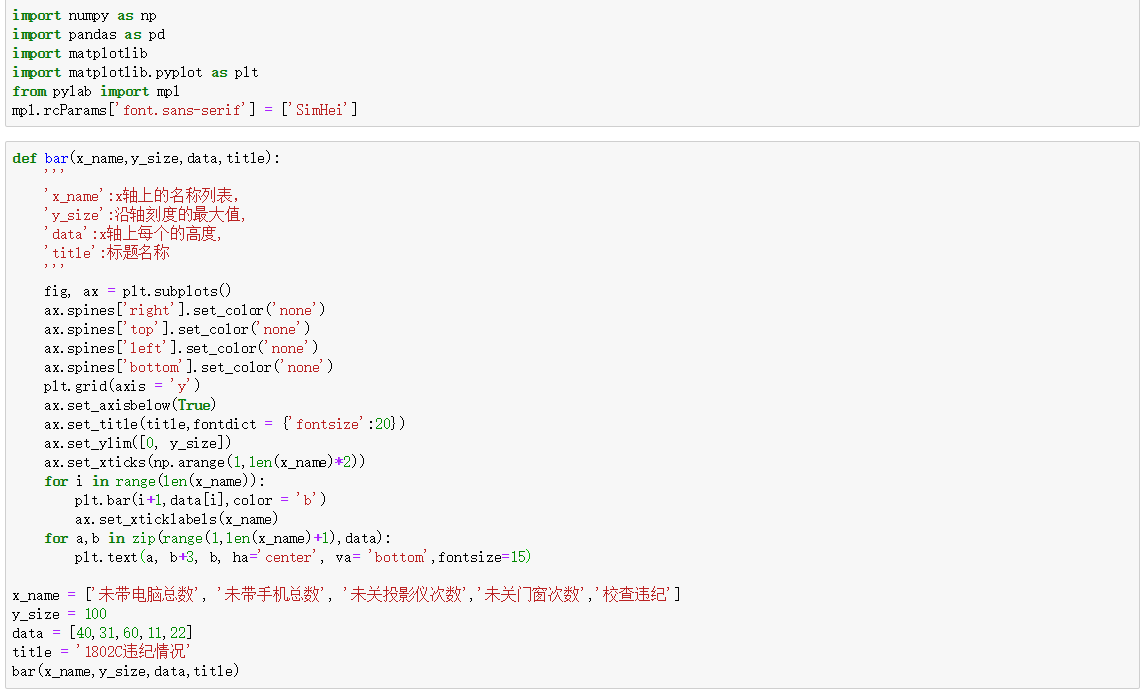 import numpy as np
import pandas as pd
import matplotlib
import matplotlib.pyplot as plt
from pylab import mpl
mpl.rcParams['font.sans-serif'] = ['SimHei']
def bar(x_name,y_size,data,title):
    '''
    'x_name':x轴上的名称列表,
    'y_size':沿轴刻度的最大值,
    'data':x轴上每个的高度,
    'title':标题名称
    '''
    fig, ax = plt.subplots()
    ax.spines['right'].set_color('none')
    ax.spines['top'].set_color('none')
    ax.spines['left'].set_color('none')
    ax.spines['bottom'].set_color('none')
    plt.grid(axis = 'y')
    ax.set_axisbelow(True)
    ax.set_title(title,fontdict = {'fontsize':20})
    ax.set_ylim([0, y_size])
    ax.set_xticks(np.arange(1,len(x_name)*2))
    for i in range(len(x_name)):
        plt.bar(i+1,data[i],color = 'b')
        ax.set_xticklabels(x_name)
    for a,b in zip(range(1,len(x_name)+1),data):
        plt.text(a, b+3, b, ha='center', va= 'bottom',fontsize=15)
x_name = ['未带电脑总数', '未带手机总数', '未关投影仪次数','未关门窗次数','校查违纪']
y_size = 100
data = [40,31,60,11,22]
title = '1802C违纪情况'
bar(x_name,y_size,data,title)